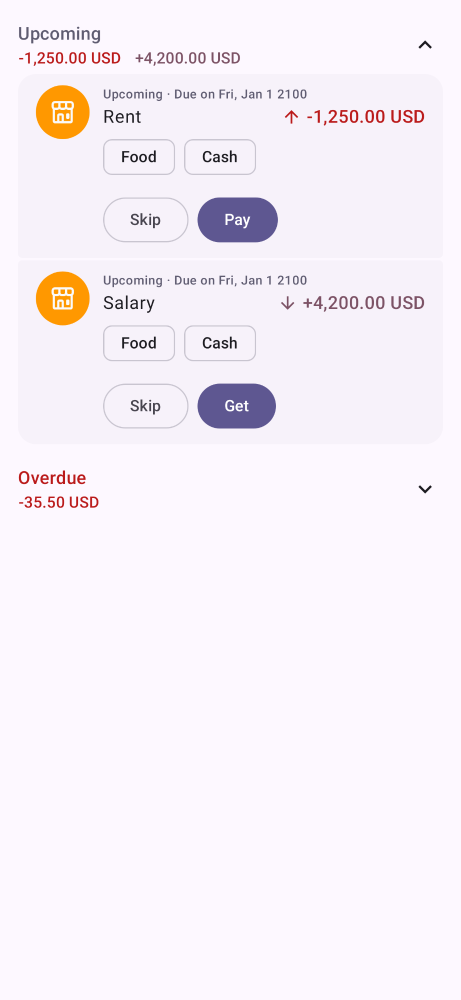 Upcoming
-1,250.00 USD +4,200.00 USD
Upcoming · Due on Fri, Jan 1 2100
Rent -1,250.00 USD
Food Cash
Skip Pay
Upcoming · Due on Fri, Jan 1 2100
Salary +4,200.00 USD
Food Cash
Skip Get
Overdue
-35.50 USD